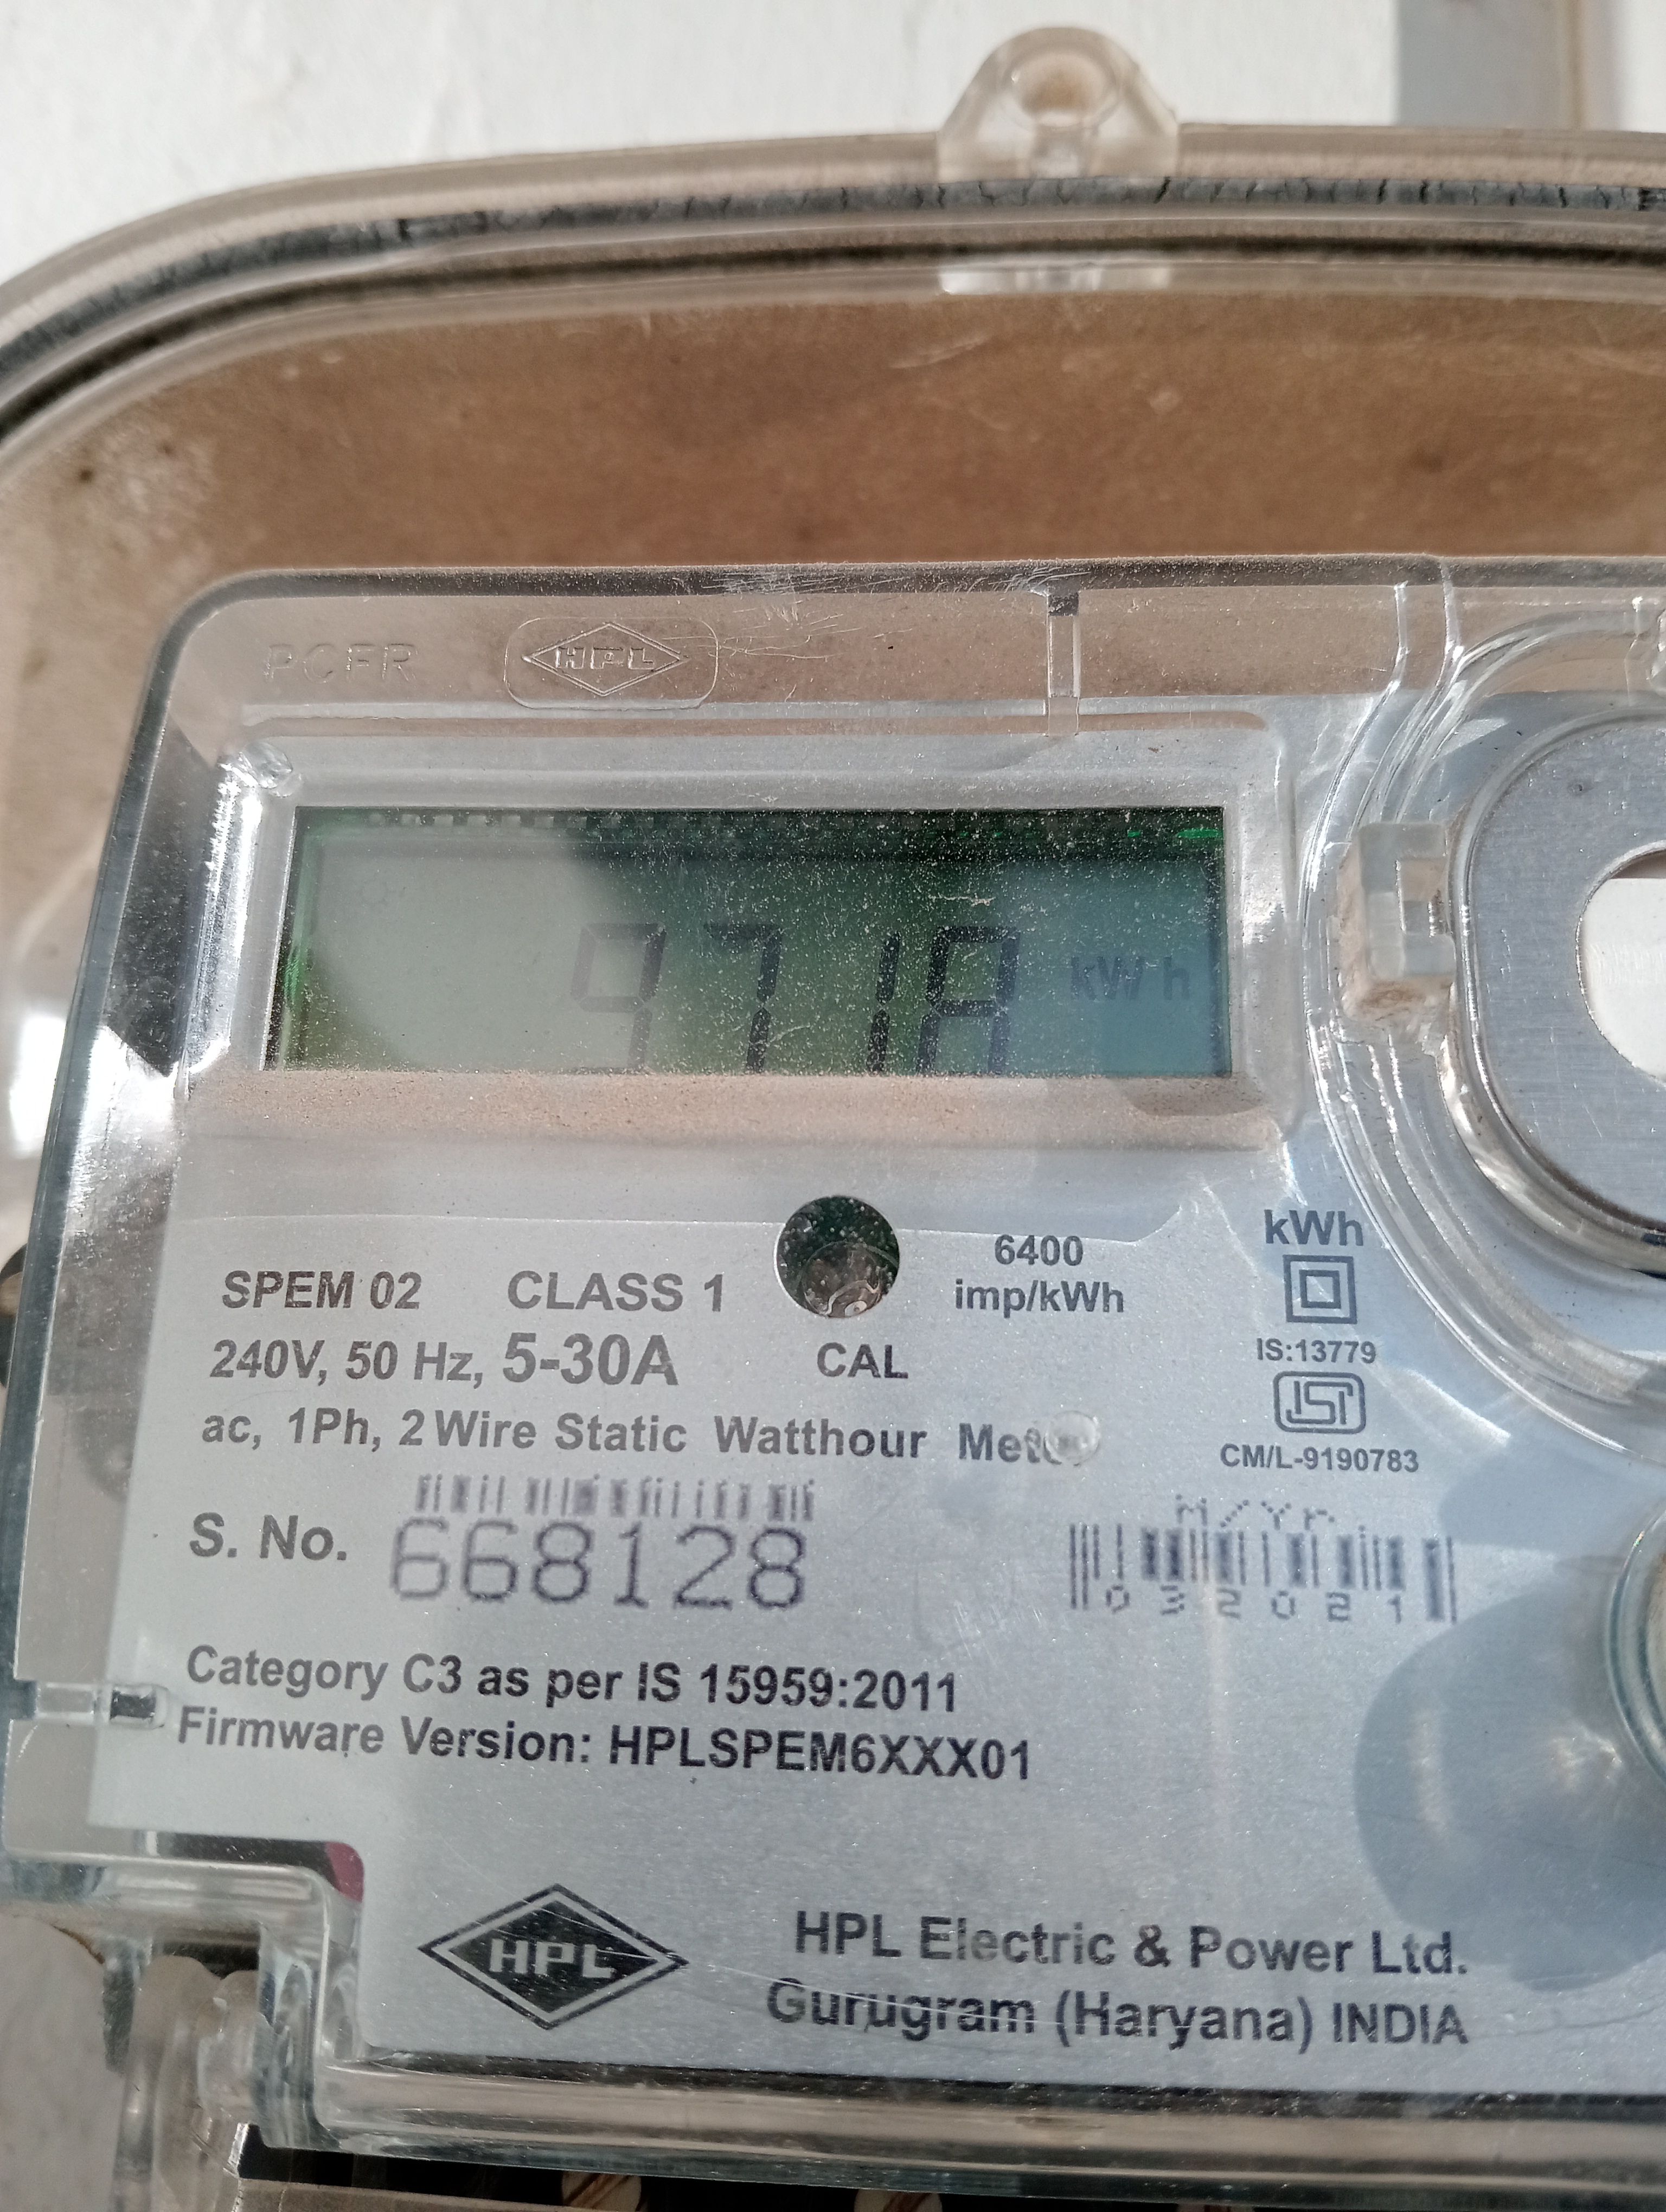 PCFR HPL
9718 kWh
6400
imp/kWh
kWh
SPEM 02 CLASS 1
240V, 50 Hz, 5-30A CAL
IS:13779
ISI
ac, 1Ph, 2 Wire Static Watthour
CM/L-9190783
M/Yr
S. No. 668128
032021
Category C3 as per IS 15959:2011
Firmware Version: HPLSPEM6XXX01
HPL
HPL Electric & Power Ltd.
Gurugram (Haryana) INDIA